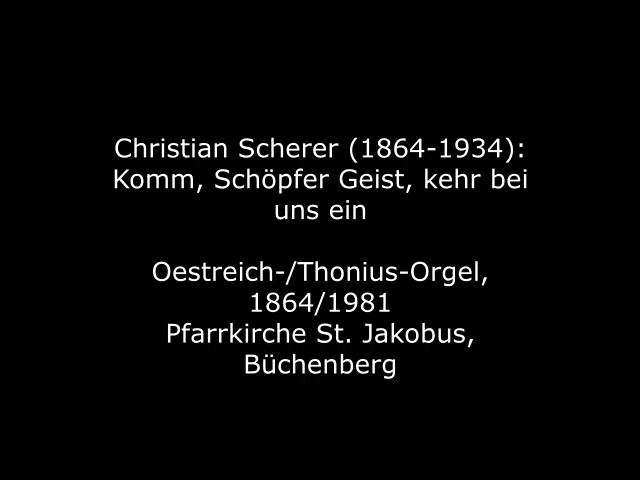 Christian Scherer (1864-1934):
Komm, Schöpfer Geist, kehr bei
uns ein
Oestreich-/Thonius-Orgel,
1864/1981
Pfarrkirche St. Jakobus,
Büchenberg